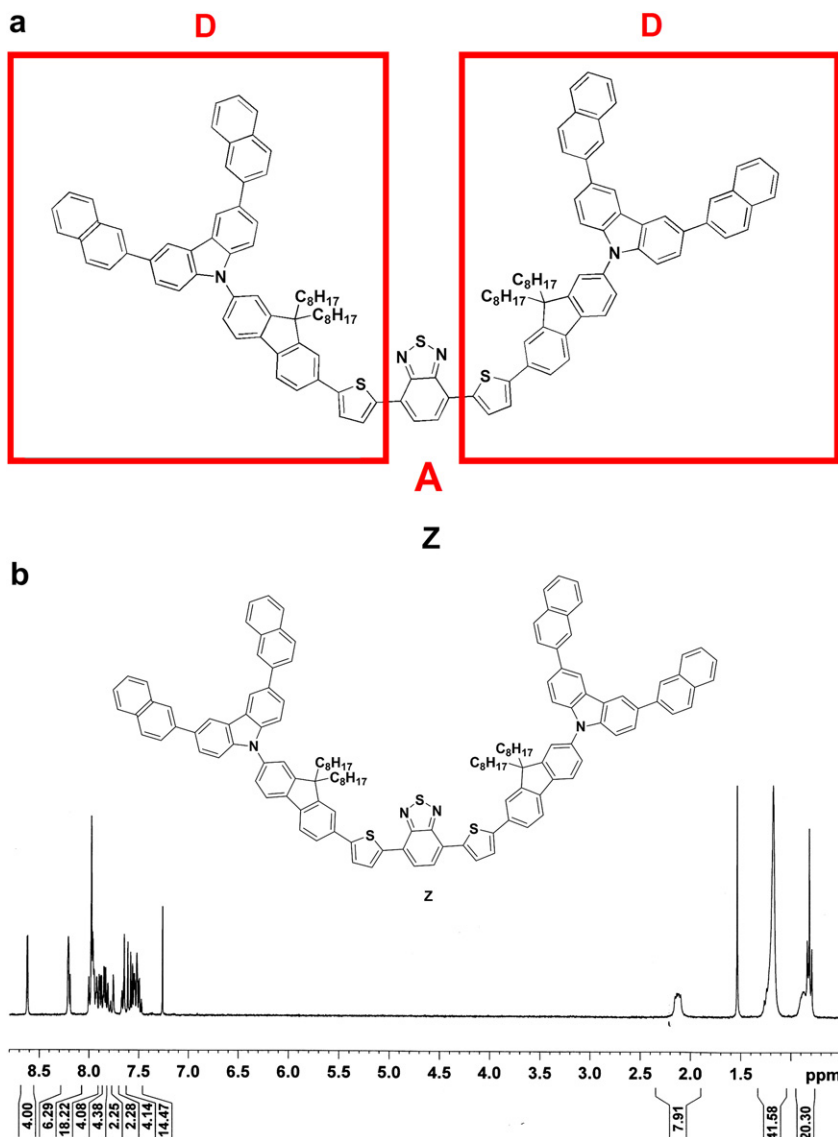 a
D D
C₈H₁₇
C₈H₁₇
N
S
N N
S
A
S
C₈H₁₇
C₈H₁₇
N
Z
b
N
C₈H₁₇
C₈H₁₇
S
S
N N
S
C₈H₁₇
C₈H₁₇
N
Z
8.5 8.0 7.5 7.0 6.5 6.0 5.5 5.0 4.5 4.0 3.5 3.0 2.5 2.0 1.5 ppm
4.00 6.29 18.22 4.08 4.38 2.25 2.28 4.14 14.47 7.91 41.58 20.30